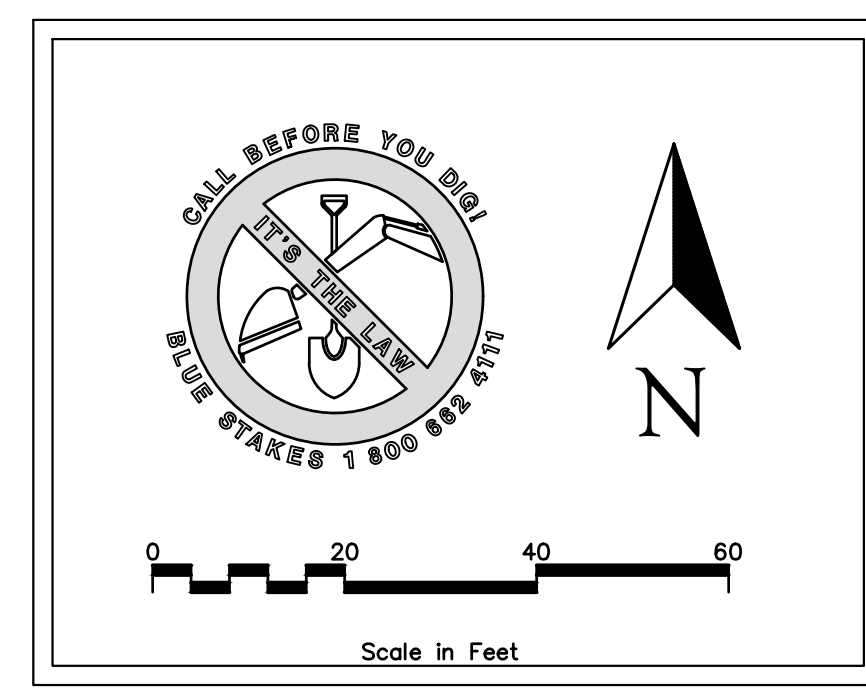 CALL BEFORE YOU DIG!
IT'S THE LAW
BLUE STAKES 1 800 662 4111
N
0 20 40 60
Scale in Feet